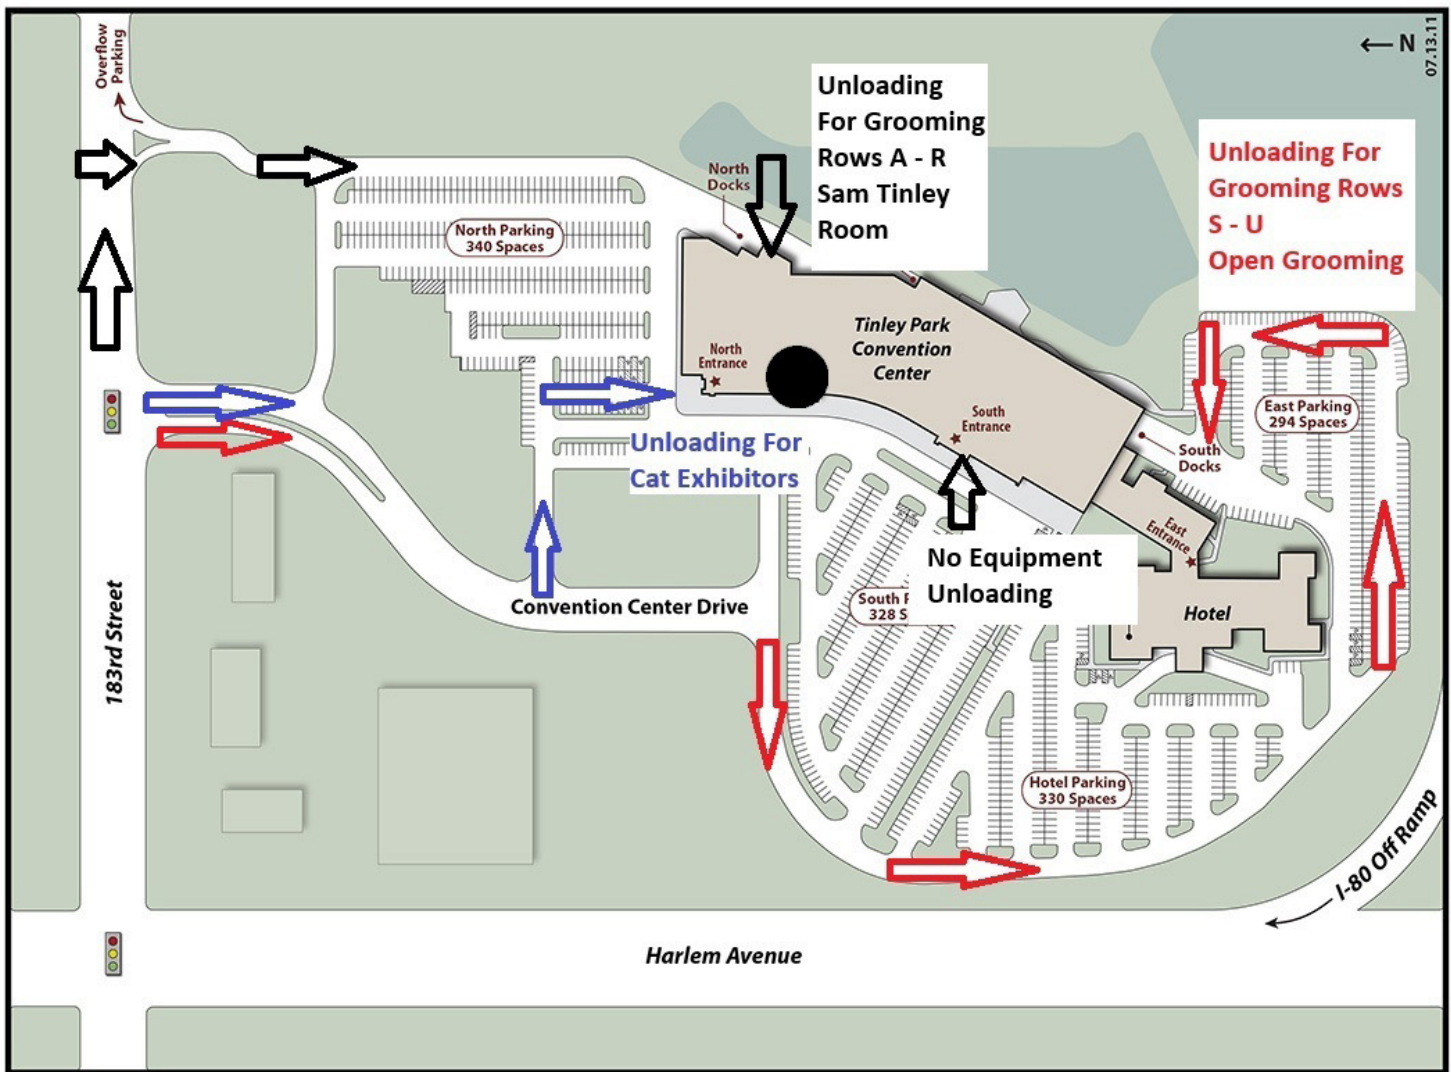 Overflow
Parking
N
07.13.11
Unloading
For Grooming
Rows A - R
Sam Tinley
Room
Unloading For
Grooming Rows
S - U
Open Grooming
North
Docks
North Parking
340 Spaces
Tinley Park
Convention
Center
North
Entrance
South
Entrance
East Parking
294 Spaces
South
Docks
Unloading For
Cat Exhibitors
East
Entrance
No Equipment
Unloading
South
328 S
Hotel
Convention Center Drive
183rd Street
Hotel Parking
330 Spaces
I-80 Off Ramp
Harlem Avenue